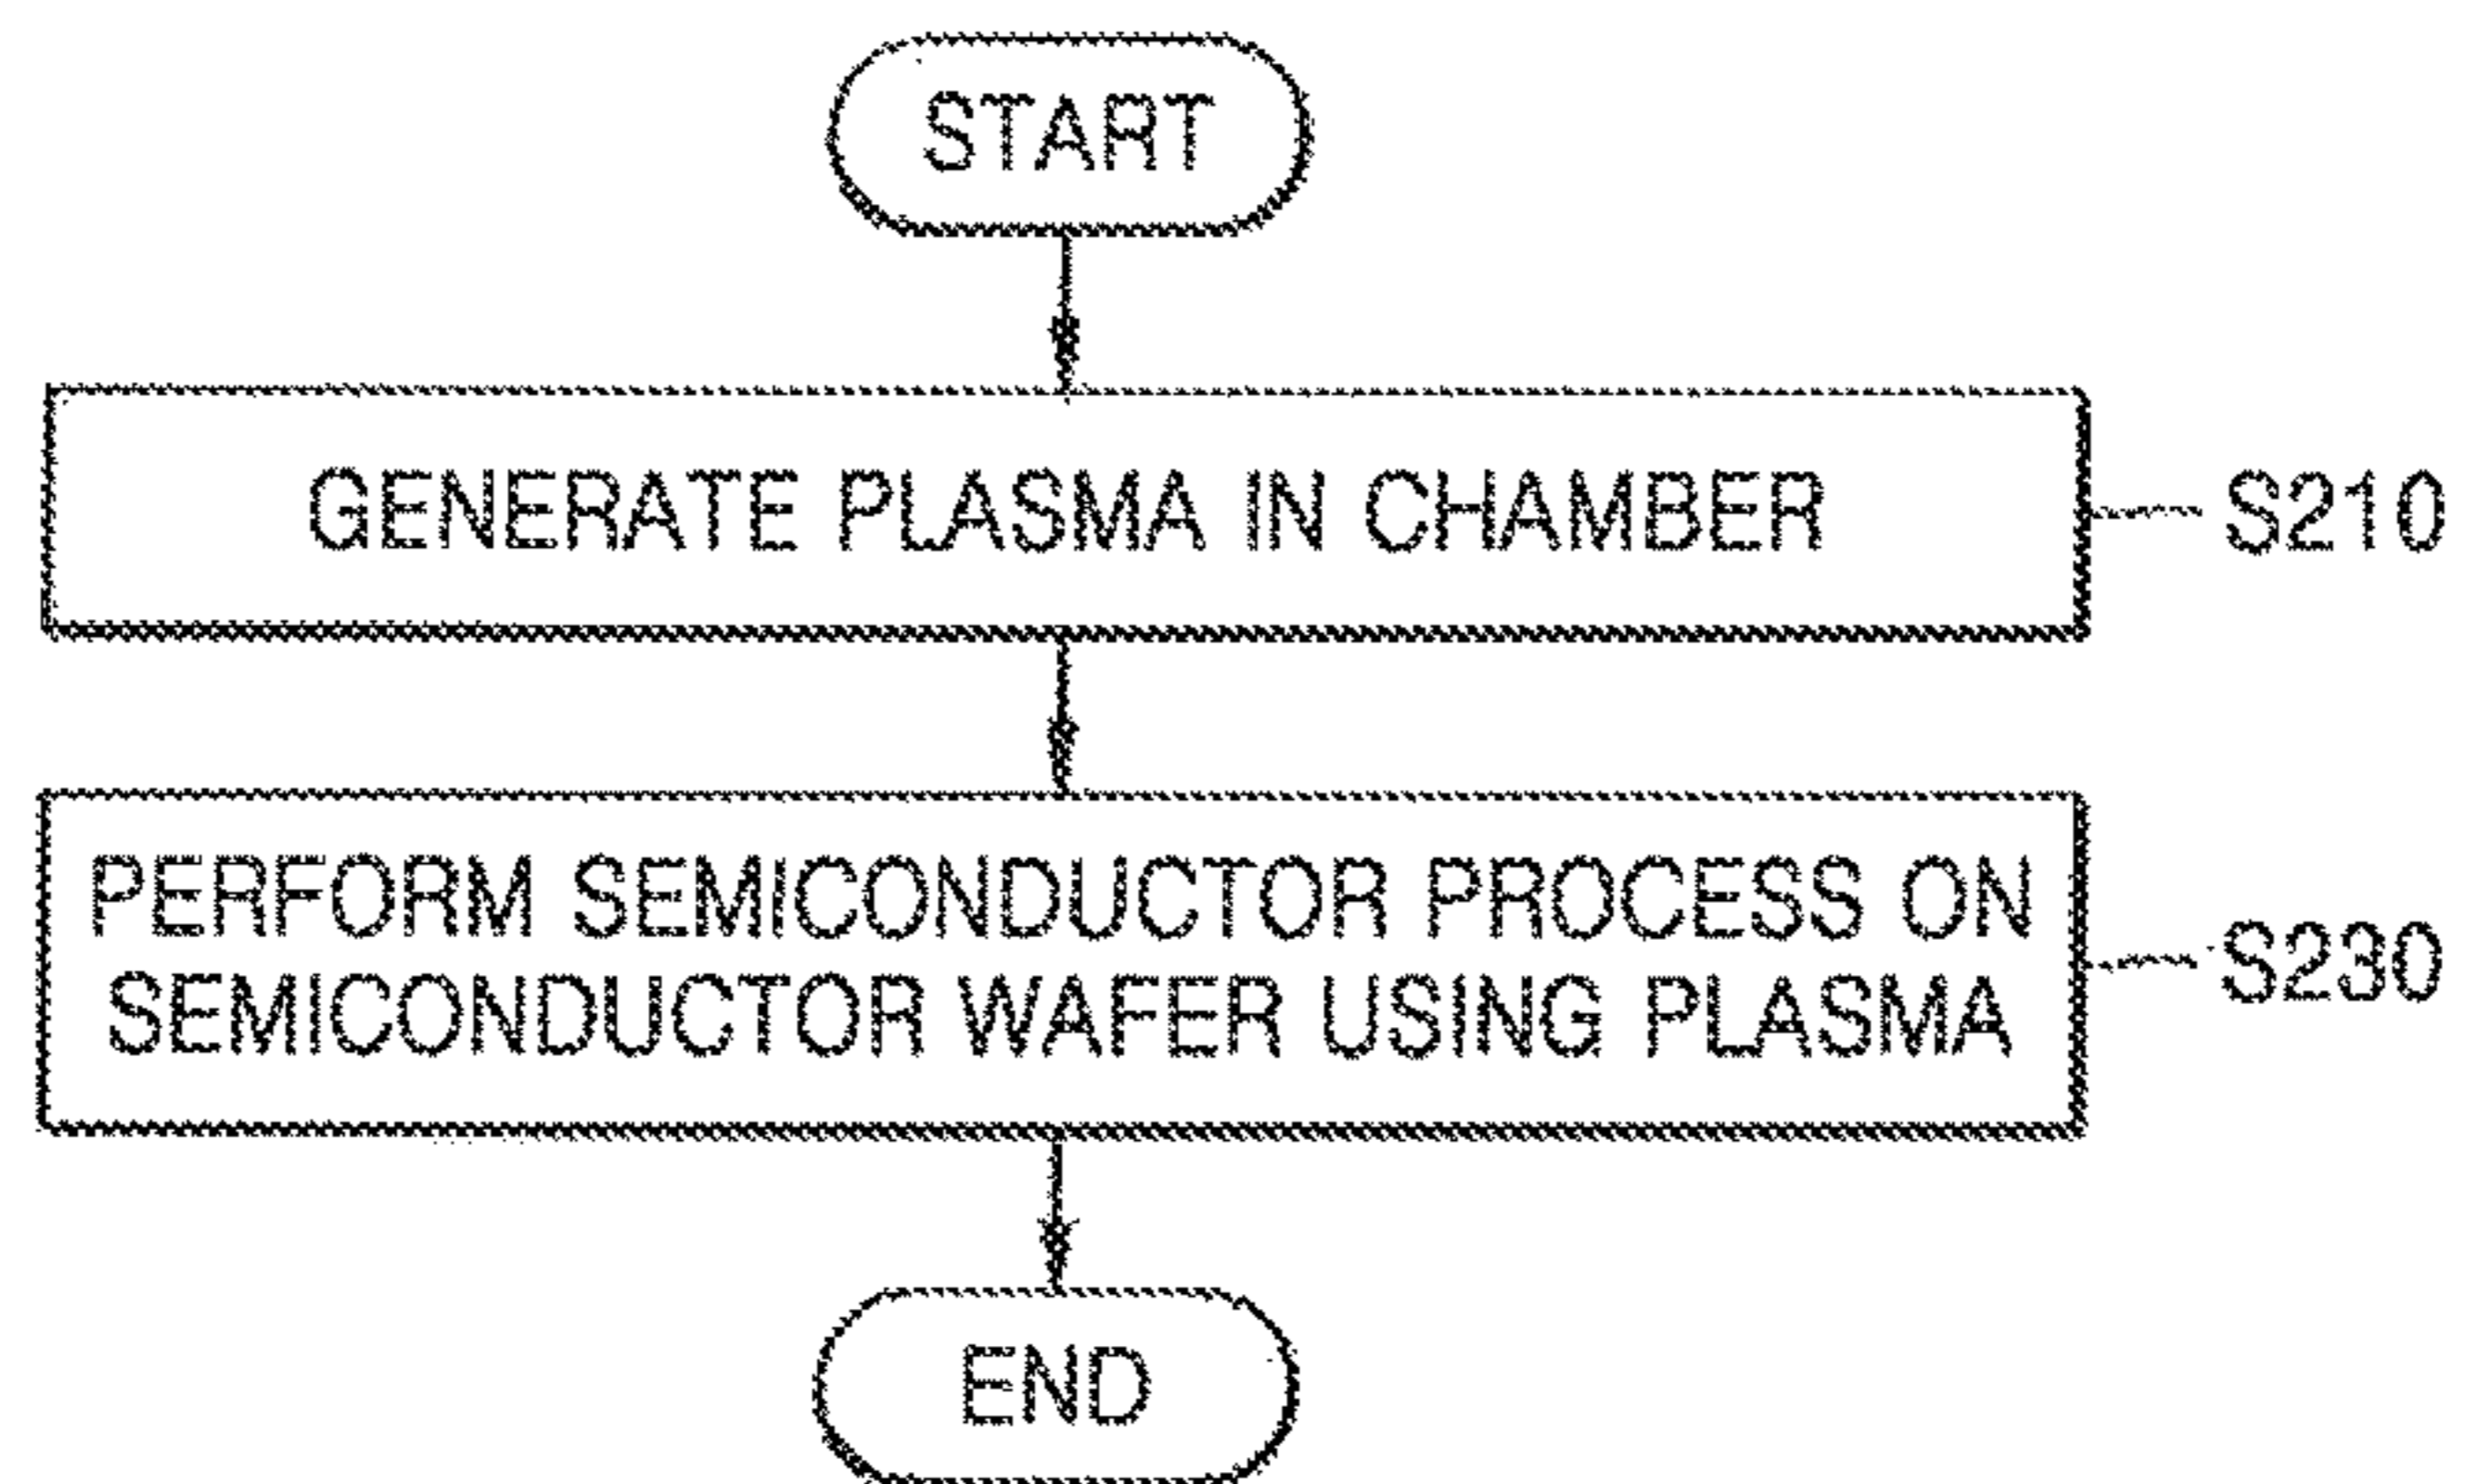 START
GENERATE PLASMA IN CHAMBER
S210
PERFORM SEMICONDUCTOR PROCESS ON
SEMICONDUCTOR WAFER USING PLASMA
S230
END